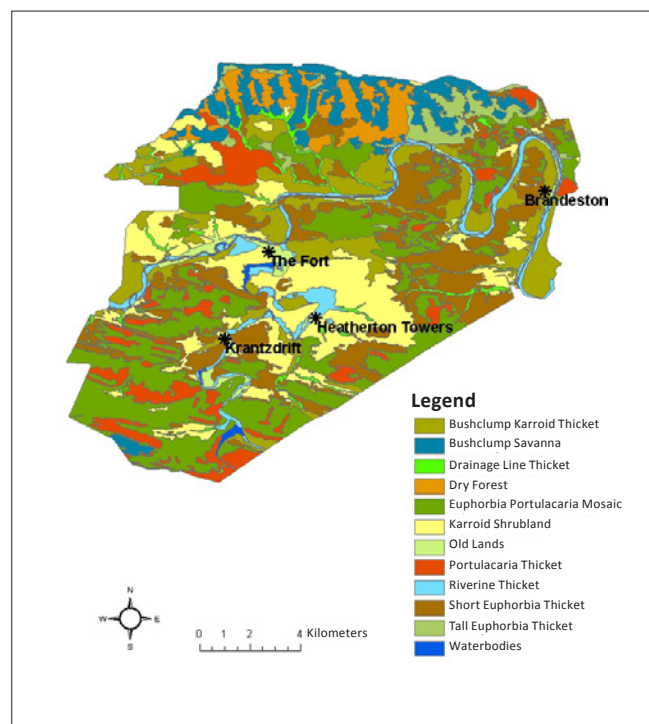 Brandeston
The Fort
Heatherton Towers
Krantzdrift
Legend
Bushclump Karroid Thicket
Bushclump Savanna
Drainage Line Thicket
Dry Forest
Euphorbia Portulacaria Mosaic
Karroid Shrubland
Old Lands
Portulacaria Thicket
Riverine Thicket
Short Euphorbia Thicket
Tall Euphorbia Thicket
Waterbodies
N
W E
S
0 1 2 4 Kilometers